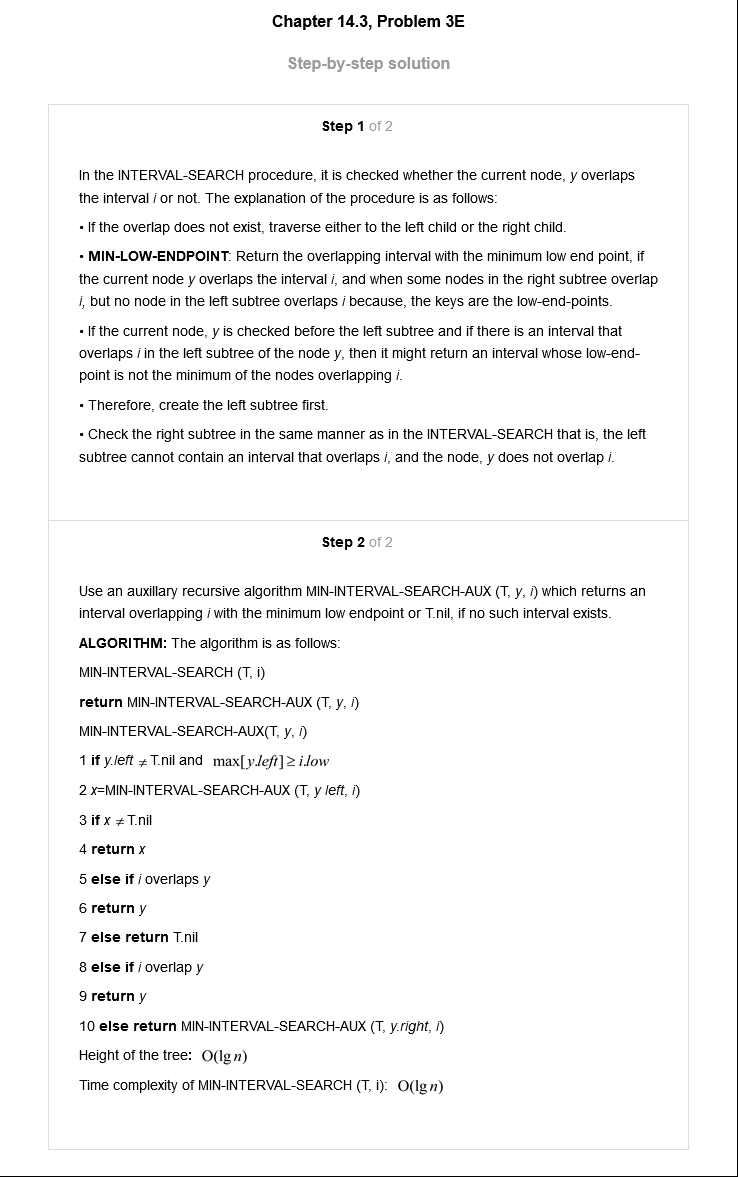 Chapter 14.3, Problem 3E
Step-by-step solution
Step 1 of 2
In the INTERVAL-SEARCH procedure, it is checked whether the current node, y overlaps
the interval i or not. The explanation of the procedure is as follows:
• If the overlap does not exist, traverse either to the left child or the right child.
• MIN-LOW-ENDPOINT: Return the overlapping interval with the minimum low end point, if
the current node y overlaps the interval i, and when some nodes in the right subtree overlap
i, but no node in the left subtree overlaps i because, the keys are the low-end-points.
• If the current node, y is checked before the left subtree and if there is an interval that
overlaps i in the left subtree of the node y, then it might return an interval whose low-end-
point is not the minimum of the nodes overlapping i.
• Therefore, create the left subtree first.
• Check the right subtree in the same manner as in the INTERVAL-SEARCH that is, the left
subtree cannot contain an interval that overlaps i, and the node, y does not overlap i.
Step 2 of 2
Use an auxillary recursive algorithm MIN-INTERVAL-SEARCH-AUX (T, y, i) which returns an
interval overlapping i with the minimum low endpoint or T.nil, if no such interval exists.
ALGORITHM: The algorithm is as follows:
MIN-INTERVAL-SEARCH (T, i)
return MIN-INTERVAL-SEARCH-AUX (T, y, i)
MIN-INTERVAL-SEARCH-AUX(T, y, i)
1 if y.left ≠ T.nil and max[y.left] ≥ i.low
2 x=MIN-INTERVAL-SEARCH-AUX (T, y left, i)
3 if x ≠ T.nil
4 return x
5 else if i overlaps y
6 return y
7 else return T.nil
8 else if i overlap y
9 return y
10 else return MIN-INTERVAL-SEARCH-AUX (T, y.right, i)
Height of the tree: O(lg n)
Time complexity of MIN-INTERVAL-SEARCH (T, i): O(lg n)